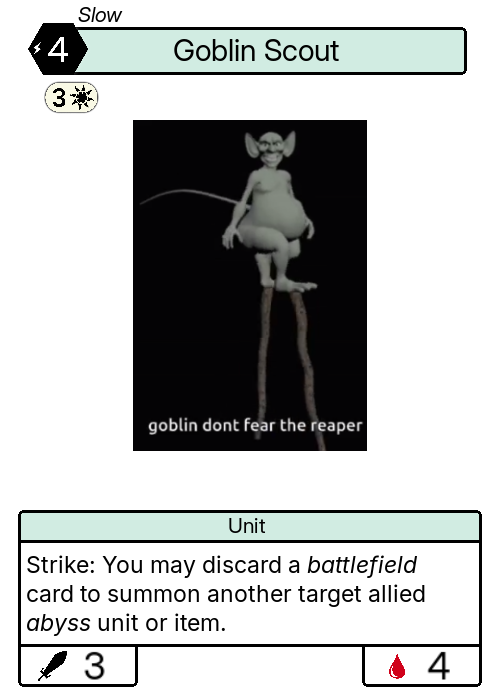 Slow
4
Goblin Scout
3
goblin dont fear the reaper
Unit
Strike: You may discard a battlefield
card to summon another target allied
abyss unit or item.
3
4